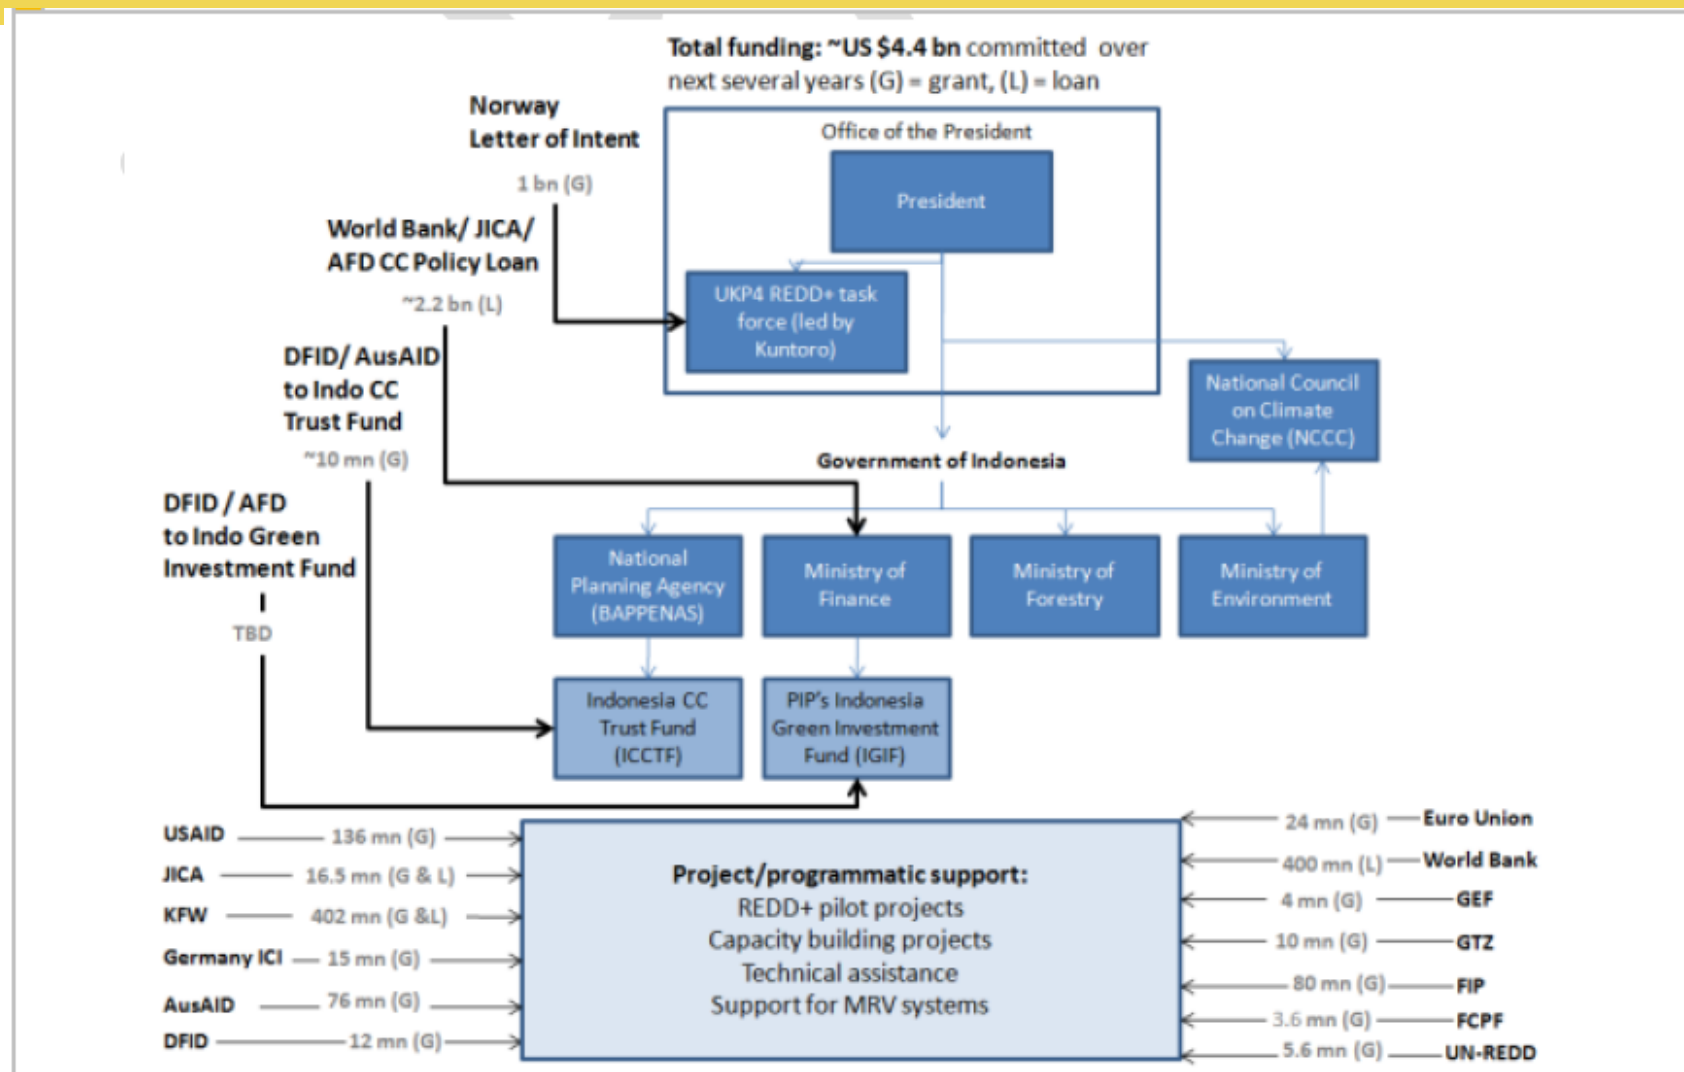 Total funding: ~US $4.4 bn committed over
next several years (G) = grant, (L) = loan
Norway
Letter of Intent
1 bn (G)
World Bank/ JICA/
AFD CC Policy Loan
~2.2 bn (L)
DFID/ AusAID
to Indo CC
Trust Fund
~10 mn (G)
DFID / AFD
to Indo Green
Investment Fund
TBD
Office of the President
President
UKP4 REDD+ task
force (led by
Kuntoro)
National Council
on Climate
Change (NCCC)
Government of Indonesia
National
Planning Agency
(BAPPENAS)
Ministry of
Finance
Ministry of
Forestry
Ministry of
Environment
Indonesia CC
Trust Fund
(ICCTF)
PIP's Indonesia
Green Investment
Fund (IGIF)
USAID 136 mn (G)
JICA 16.5 mn (G & L)
KFW 402 mn (G &L)
Germany ICI 15 mn (G)
AusAID 76 mn (G)
DFID 12 mn (G)
Project/programmatic support:
REDD+ pilot projects
Capacity building projects
Technical assistance
Support for MRV systems
24 mn (G) Euro Union
400 mn (L) World Bank
4 mn (G) GEF
10 mn (G) GTZ
80 mn (G) FIP
3.6 mn (G) FCPF
5.6 mn (G) UN-REDD